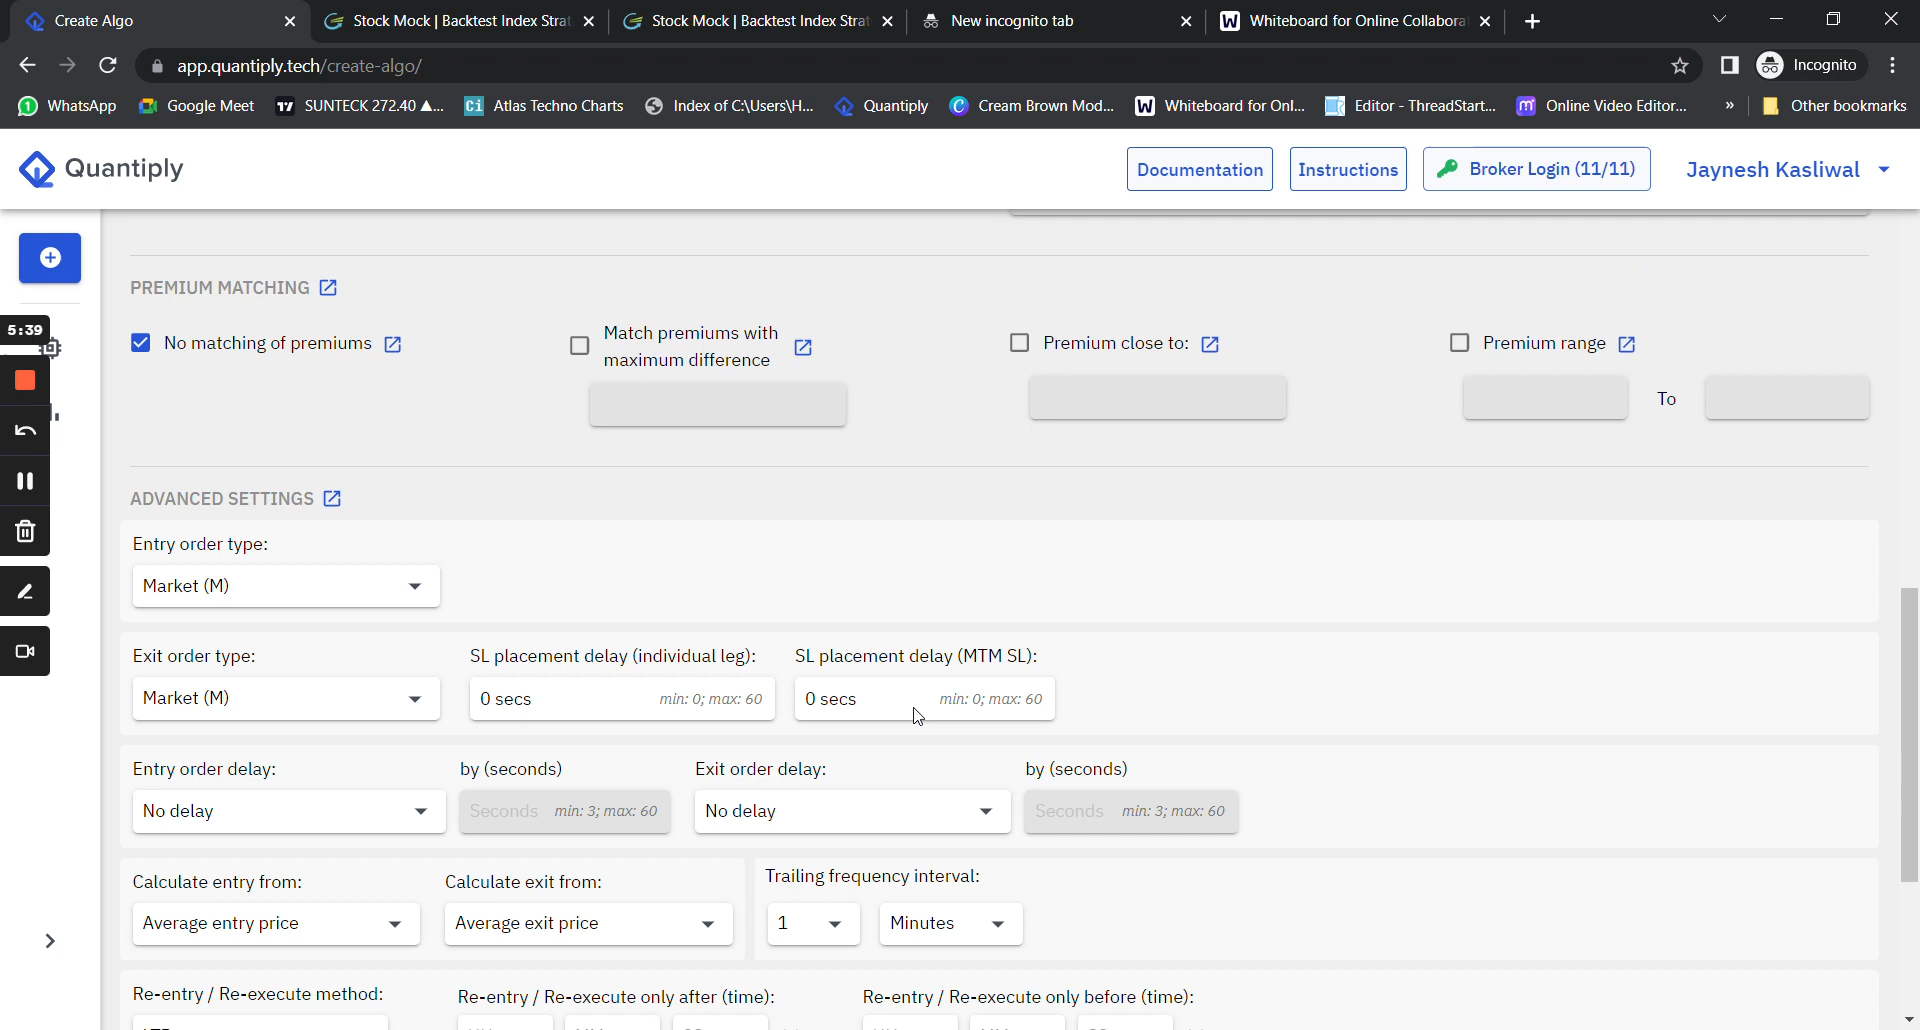 Create Algo
Stock Mock | Backtest Index Strat
Stock Mock | Backtest Index Strat
New incognito tab
Whiteboard for Online Collabora
app.quantiply.tech/create-algo/
Incognito
WhatsApp
Google Meet
SUNTECK 272.40 ▲...
Atlas Techno Charts
Index of C:\Users\H...
Quantiply
Cream Brown Mod...
Whiteboard for Onl...
Editor - ThreadStart...
Online Video Editor...
»
Other bookmarks
Quantiply
Documentation
Instructions
Broker Login (11/11)
Jaynesh Kasliwal
5:39
PREMIUM MATCHING
No matching of premiums
Match premiums with
maximum difference
Premium close to:
Premium range
To
ADVANCED SETTINGS
Entry order type:
Market (M)
Exit order type:
SL placement delay (individual leg):
SL placement delay (MTM SL):
Market (M)
0 secs
min: 0; max: 60
0 secs
min: 0; max: 60
Entry order delay:
by (seconds)
Exit order delay:
by (seconds)
No delay
Seconds
min: 3; max: 60
No delay
Seconds
min: 3; max: 60
Calculate entry from:
Calculate exit from:
Trailing frequency interval:
Average entry price
Average exit price
1
Minutes
Re-entry / Re-execute method:
Re-entry / Re-execute only after (time):
Re-entry / Re-execute only before (time):